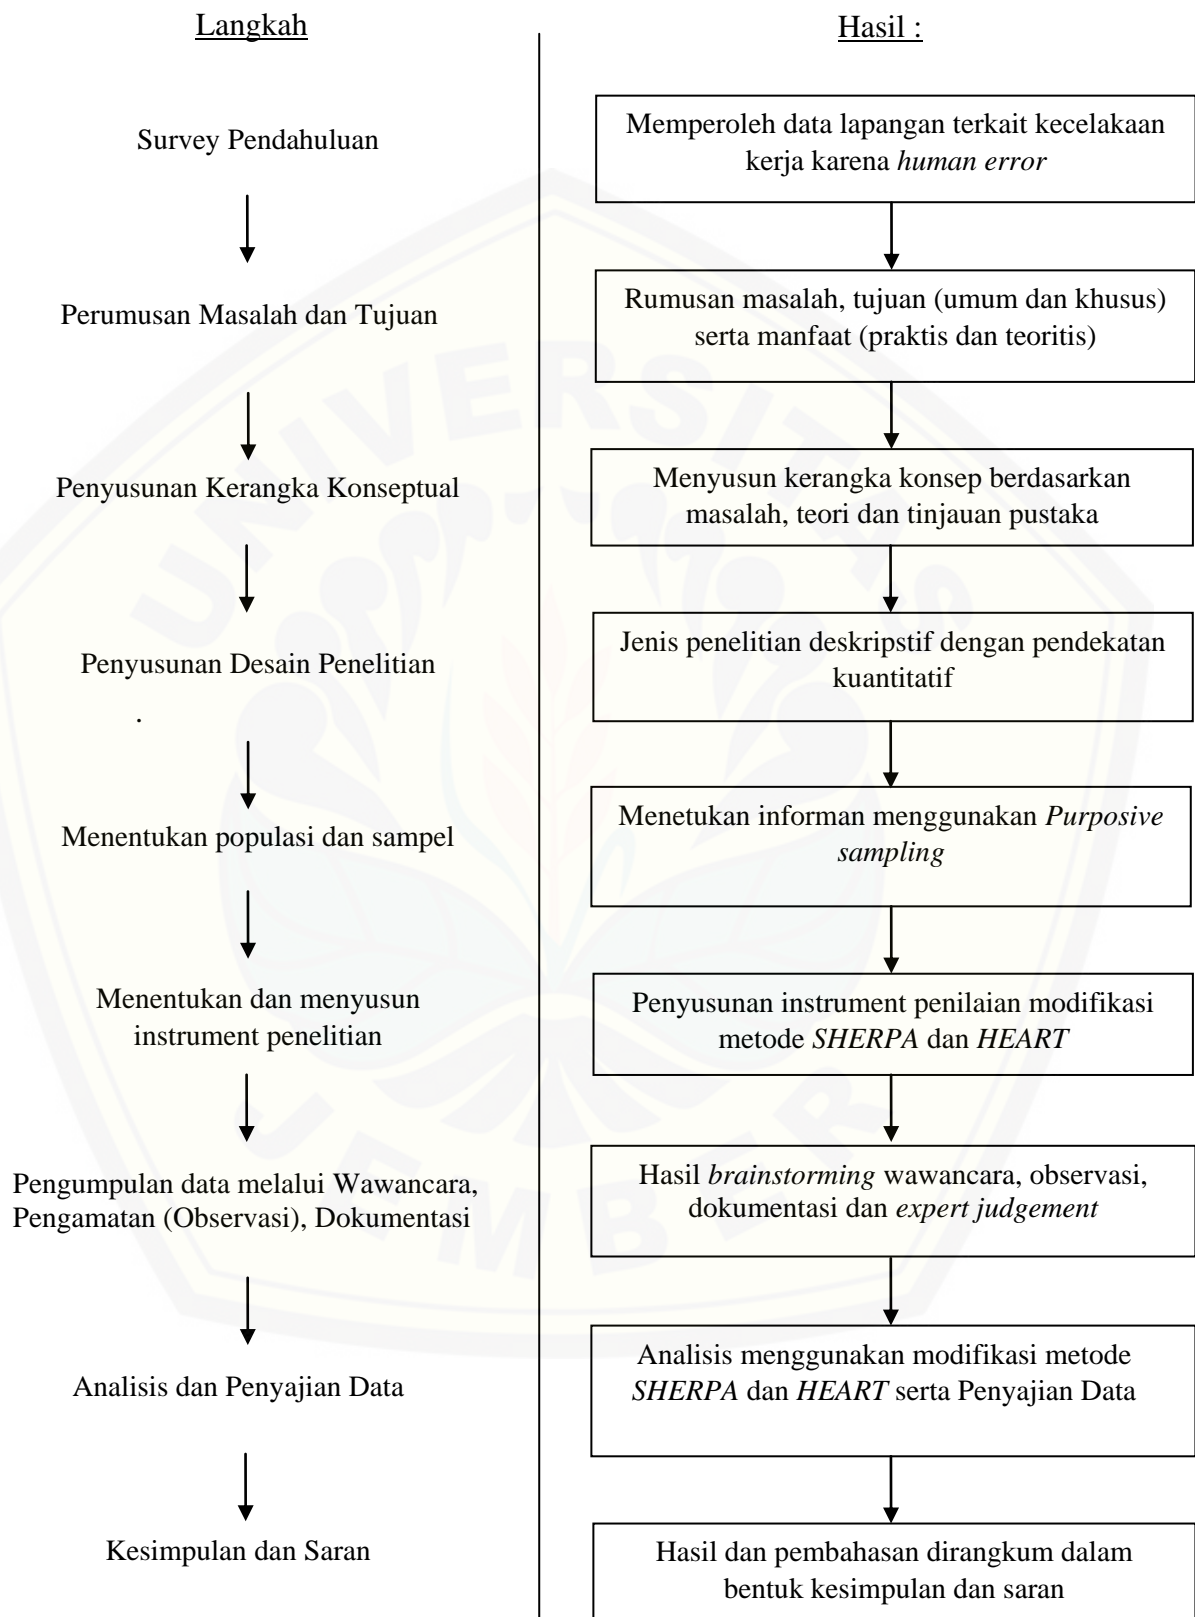 Langkah
Hasil :
Survey Pendahuluan
Memperoleh data lapangan terkait kecelakaan
kerja karena human error
Perumusan Masalah dan Tujuan
Rumusan masalah, tujuan (umum dan khusus)
serta manfaat (praktis dan teoritis)
Penyusunan Kerangka Konseptual
Menyusun kerangka konsep berdasarkan
masalah, teori dan tinjauan pustaka
Penyusunan Desain Penelitian
.
Jenis penelitian deskripstif dengan pendekatan
kuantitatif
Menentukan populasi dan sampel
Menetukan informan menggunakan Purposive
sampling
Menentukan dan menyusun
instrument penelitian
Penyusunan instrument penilaian modifikasi
metode SHERPA dan HEART
Pengumpulan data melalui Wawancara,
Pengamatan (Observasi), Dokumentasi
Hasil brainstorming wawancara, observasi,
dokumentasi dan expert judgement
Analisis dan Penyajian Data
Analisis menggunakan modifikasi metode
SHERPA dan HEART serta Penyajian Data
Kesimpulan dan Saran
Hasil dan pembahasan dirangkum dalam
bentuk kesimpulan dan saran
UNIVERSITAS
JEMBER